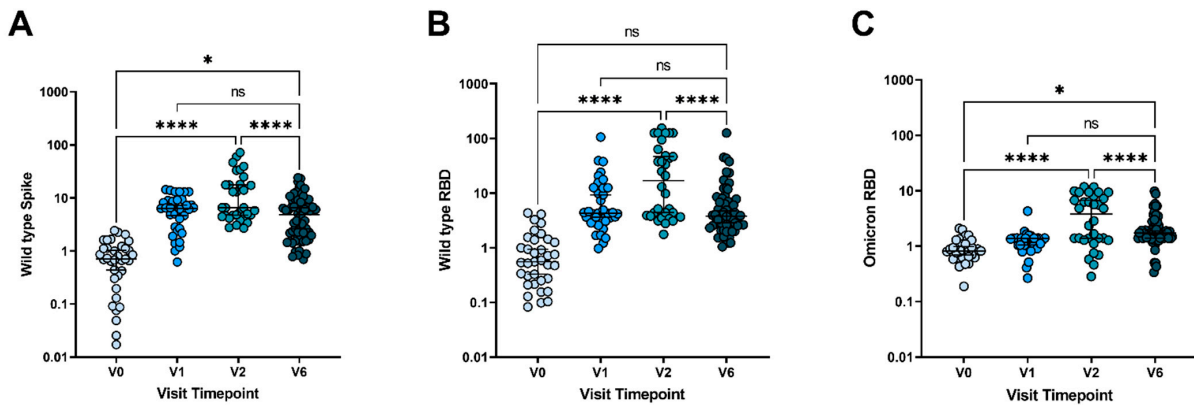 A
*
ns
**** ****
Wild type Spike
1000
100
10
1
0.1
0.01
V0 V1 V2 V6
Visit Timepoint
B
ns
ns
**** ****
Wild type RBD
1000
100
10
1
0.1
0.01
V0 V1 V2 V6
Visit Timepoint
C
*
ns
**** ****
Omicron RBD
1000
100
10
1
0.1
0.01
V0 V1 V2 V6
Visit Timepoint